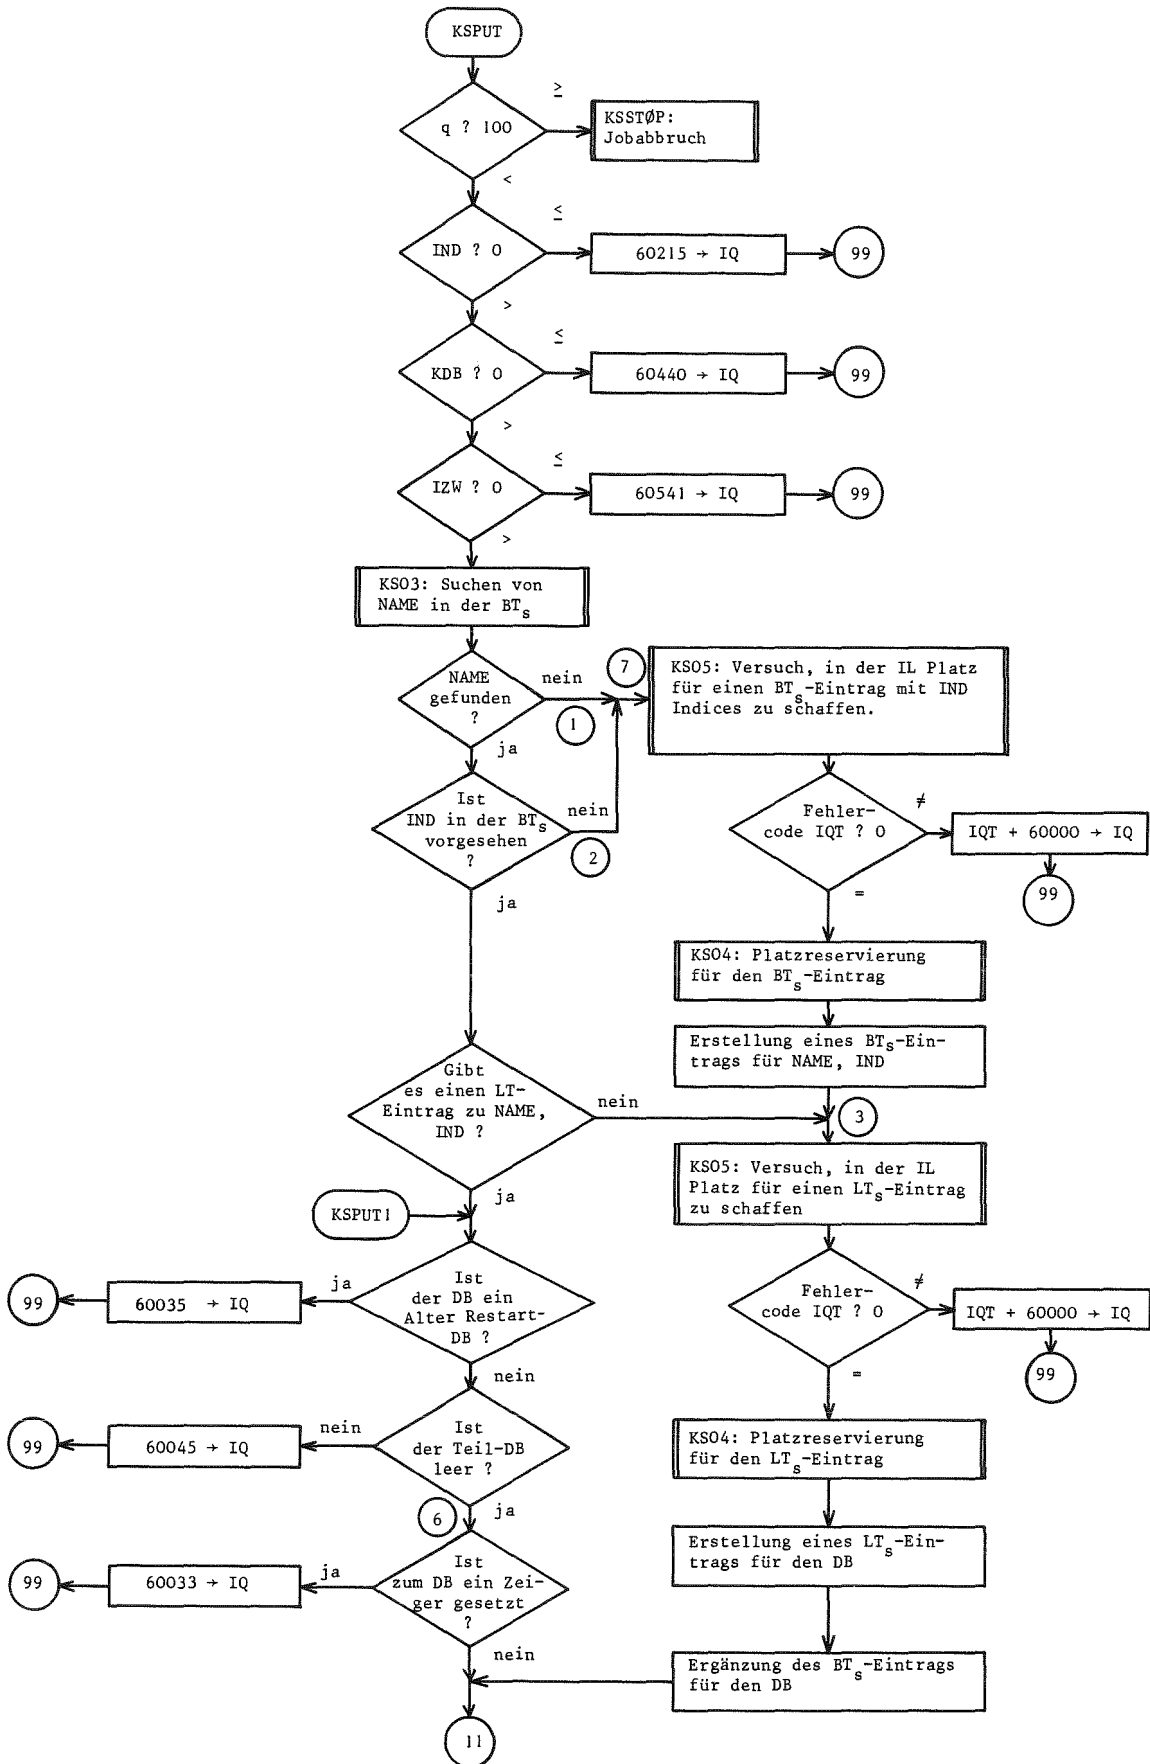 KSPUT
≥
q ? 100
KSSTØP:
Jobabbruch
<
≤
IND ? 0
60215 → IQ
99
>
≤
KDB ? 0
60440 → IQ
99
>
≤
IZW ? 0
60541 → IQ
99
>
KS03: Suchen von
NAME in der BTs
NAME
gefunden
?
nein
1
7
KS05: Versuch, in der IL Platz
für einen BTs-Eintrag mit IND
Indices zu schaffen.
ja
Ist
IND in der BTs
vorgesehen
?
nein
2
ja
Fehler-
code IQT ? 0
≠
IQT + 60000 → IQ
99
=
KS04: Platzreservierung
für den BTs-Eintrag
Erstellung eines BTs-Ein-
trags für NAME, IND
Gibt
es einen LT-
Eintrag zu NAME,
IND ?
nein
3
ja
KS05: Versuch, in der IL
Platz für einen LTs-Eintrag
zu schaffen
KSPUT1
Ist
der DB ein
Alter Restart-
DB ?
ja
60035 → IQ
99
nein
Fehler-
code IQT ? 0
≠
IQT + 60000 → IQ
99
=
Ist
der Teil-DB
leer ?
nein
60045 → IQ
99
ja
6
KS04: Platzreservierung
für den LTs-Eintrag
Erstellung eines LTs-Ein-
trags für den DB
Ist
zum DB ein Zei-
ger gesetzt
?
ja
60033 → IQ
99
nein
Ergänzung des BTs-Eintrags
für den DB
11